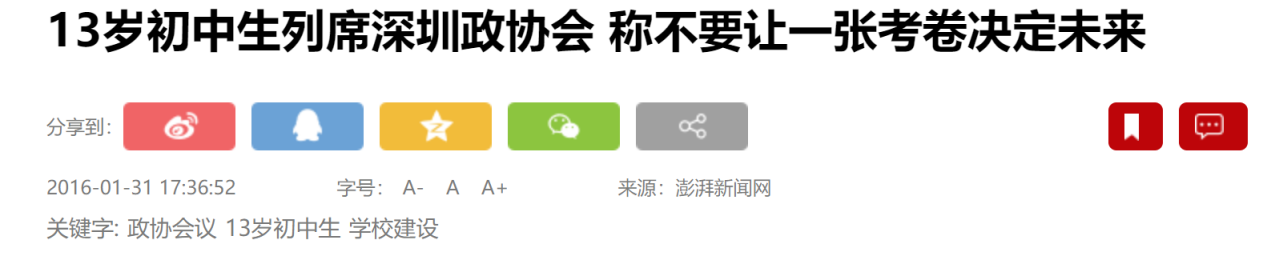 13岁初中生列席深圳政协会 称不要让一张考卷决定未来
分享到:
2016-01-31 17:36:52 字号： A- A A+ 来源：澎湃新闻网
关键字: 政协会议 13岁初中生 学校建设